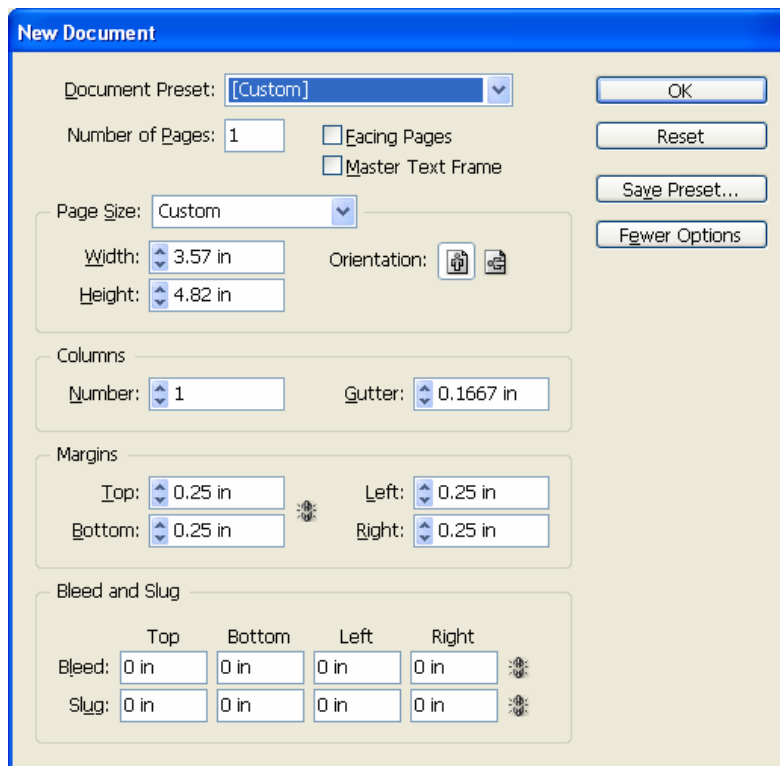 New Document
Document Preset: [Custom]
OK
Number of Pages: 1
Facing Pages
Reset
Master Text Frame
Save Preset...
Page Size: Custom
Fewer Options
Width: 3.57 in
Orientation:
Height: 4.82 in
Columns
Number: 1
Gutter: 0.1667 in
Margins
Top: 0.25 in
Left: 0.25 in
Bottom: 0.25 in
Right: 0.25 in
Bleed and Slug
Top Bottom Left Right
Bleed: 0 in 0 in 0 in 0 in
Slug: 0 in 0 in 0 in 0 in